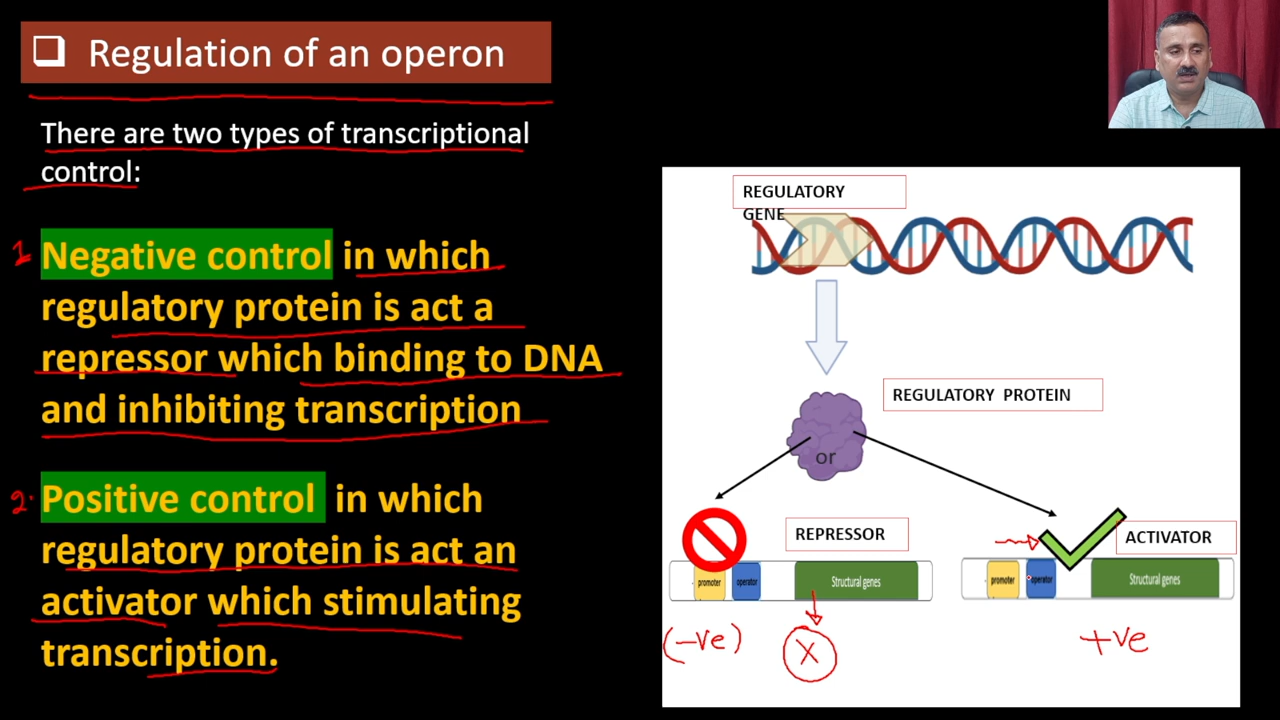 Regulation of an operon
There are two types of transcriptional
control:
1.
Negative control in which
regulatory protein is act a
repressor which binding to DNA
and inhibiting transcription
2.
Positive control in which
regulatory protein is act an
activator which stimulating
transcription.
REGULATORY
GENE
REGULATORY PROTEIN
or
REPRESSOR
promoter
operator
Structural genes
(-ve)
X
ACTIVATOR
promoter
operator
Structural genes
+ve